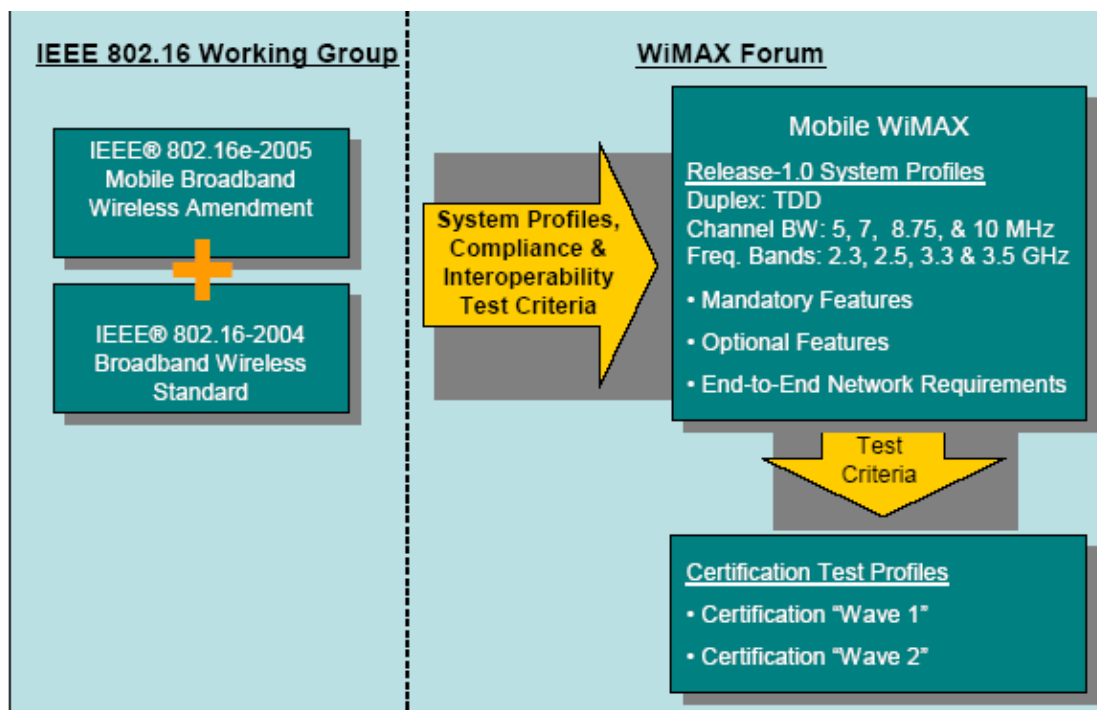 IEEE 802.16 Working Group
IEEE® 802.16e-2005
Mobile Broadband
Wireless Amendment
IEEE® 802.16-2004
Broadband Wireless
Standard
WiMAX Forum
System Profiles,
Compliance &
Interoperability
Test Criteria
Mobile WiMAX
Release-1.0 System Profiles
Duplex: TDD
Channel BW: 5, 7, 8.75, & 10 MHz
Freq. Bands: 2.3, 2.5, 3.3 & 3.5 GHz
• Mandatory Features
• Optional Features
• End-to-End Network Requirements
Test
Criteria
Certification Test Profiles
• Certification “Wave 1”
• Certification “Wave 2”